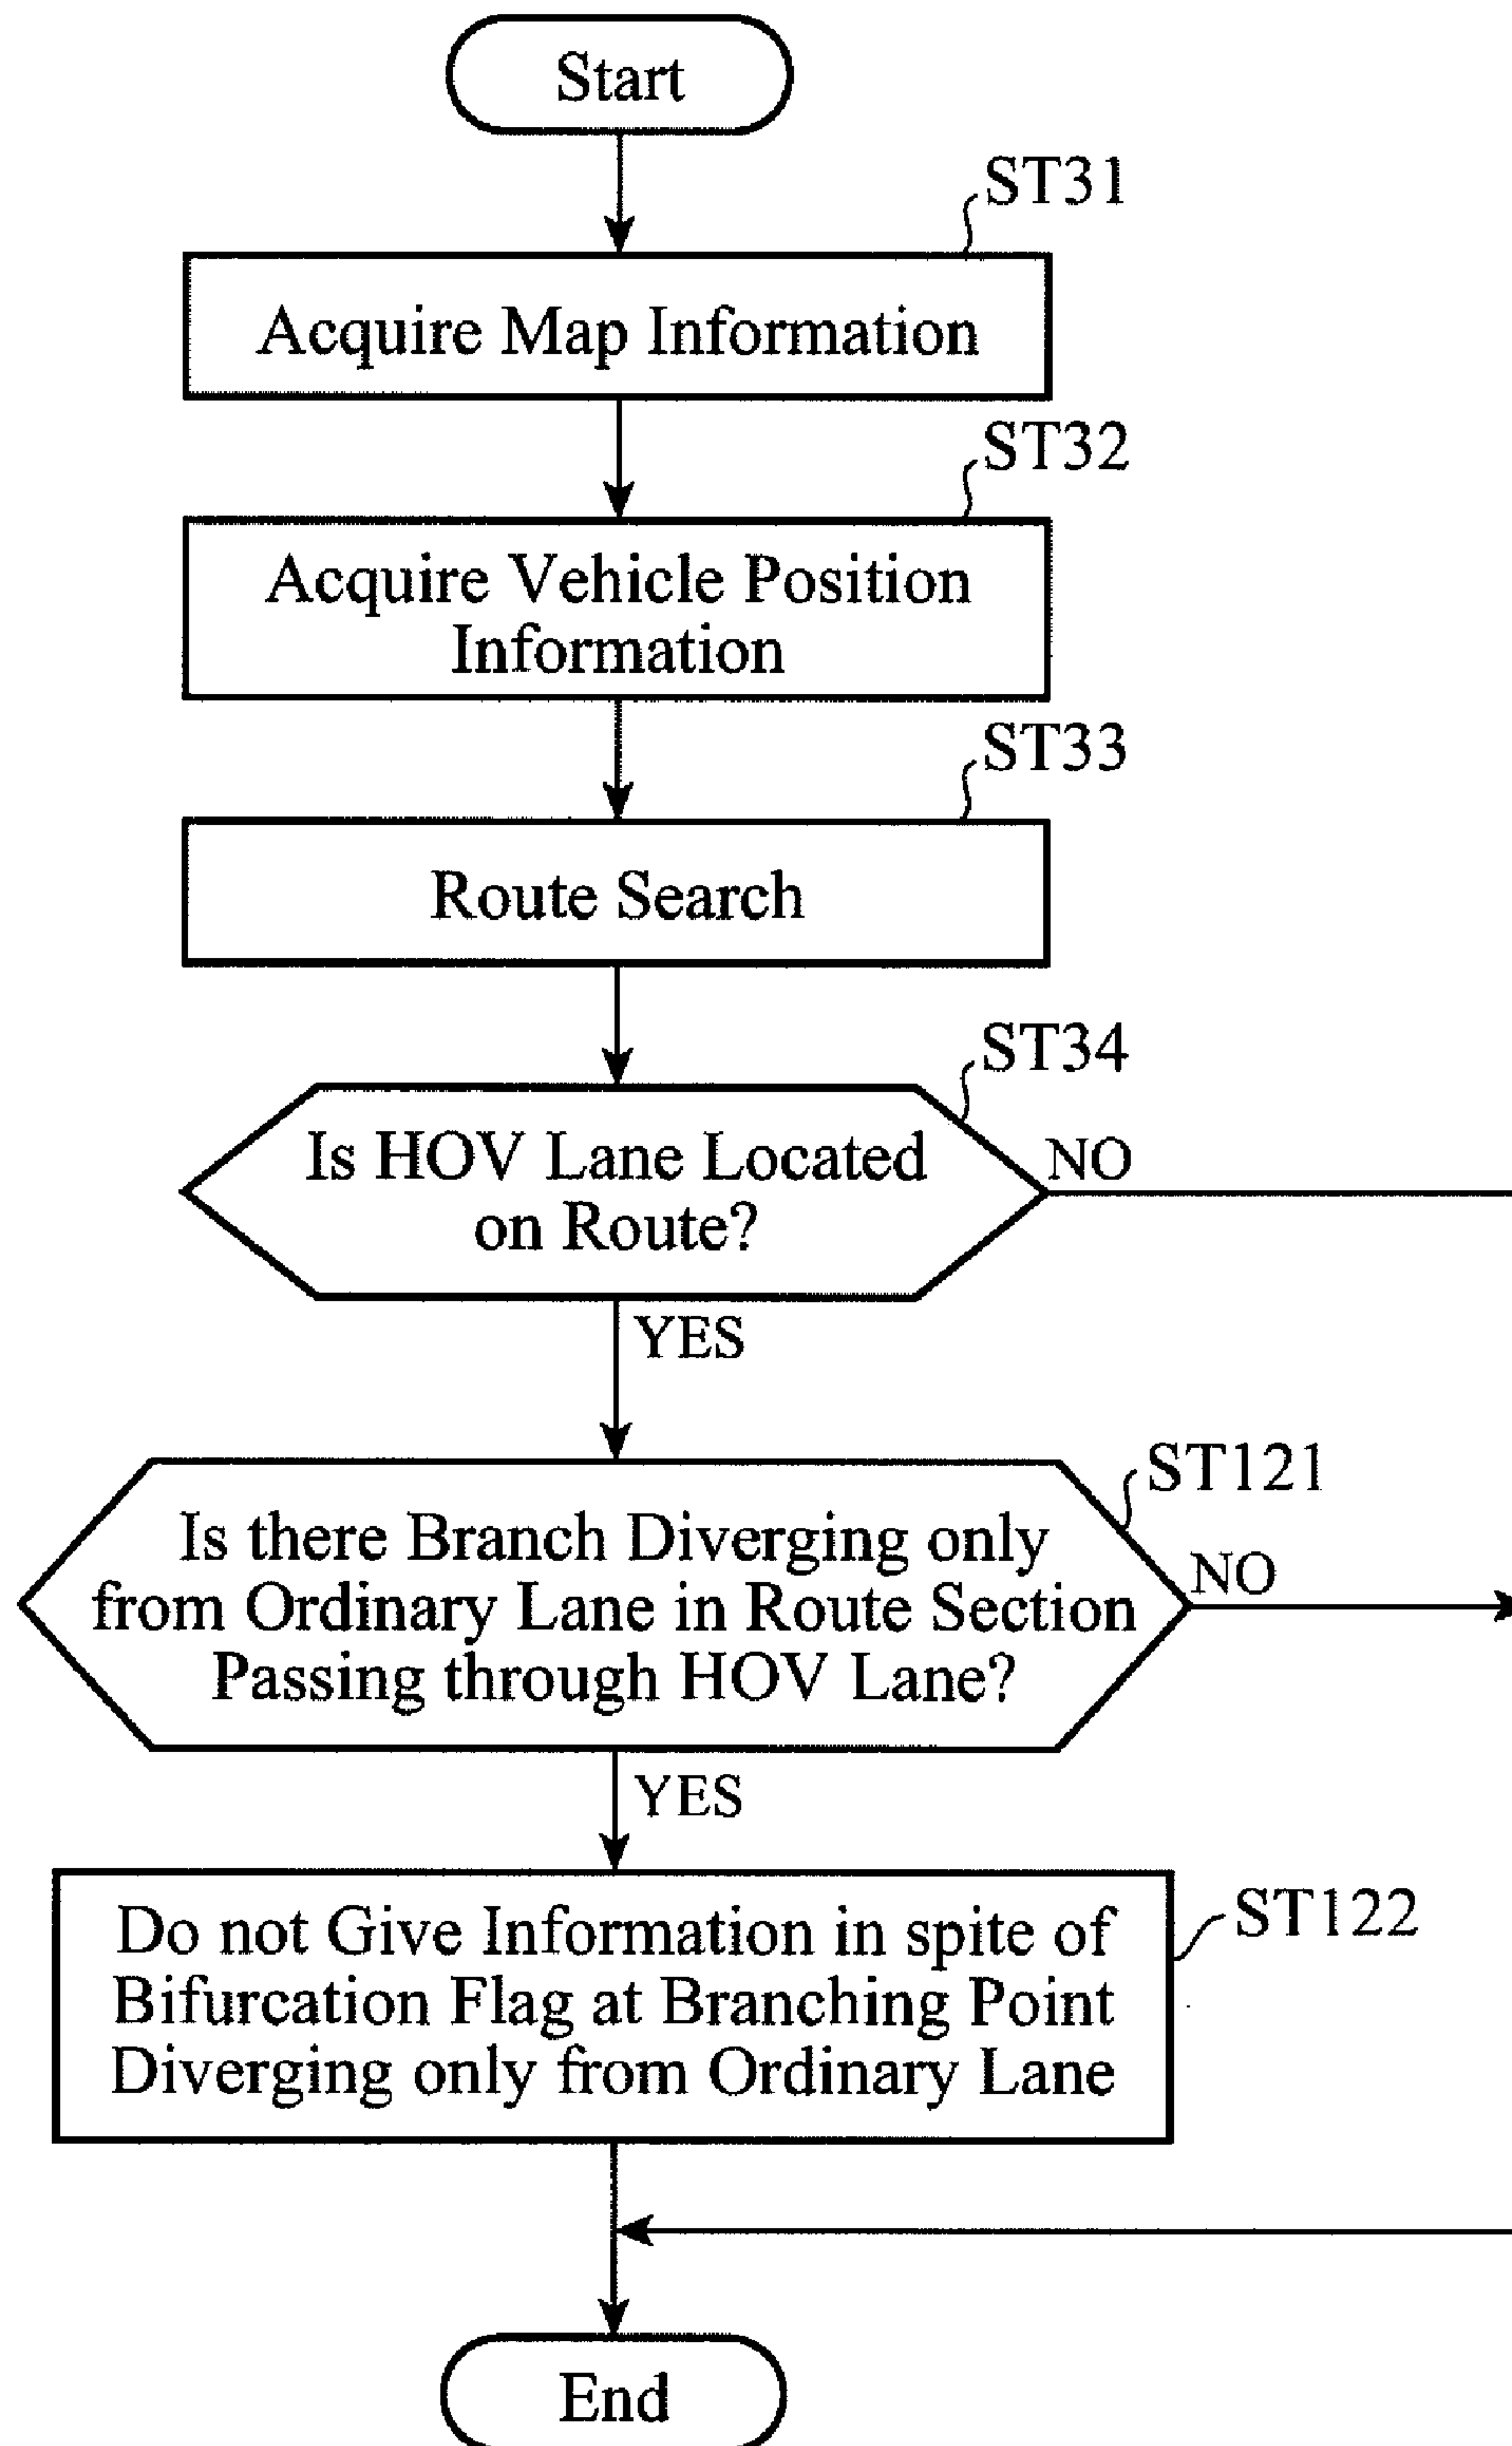 Start
ST31
Acquire Map Information
ST32
Acquire Vehicle Position
Information
ST33
Route Search
ST34
Is HOV Lane Located
on Route?
NO
YES
ST121
Is there Branch Diverging only
from Ordinary Lane in Route Section
Passing through HOV Lane?
NO
YES
ST122
Do not Give Information in spite of
Bifurcation Flag at Branching Point
Diverging only from Ordinary Lane
End